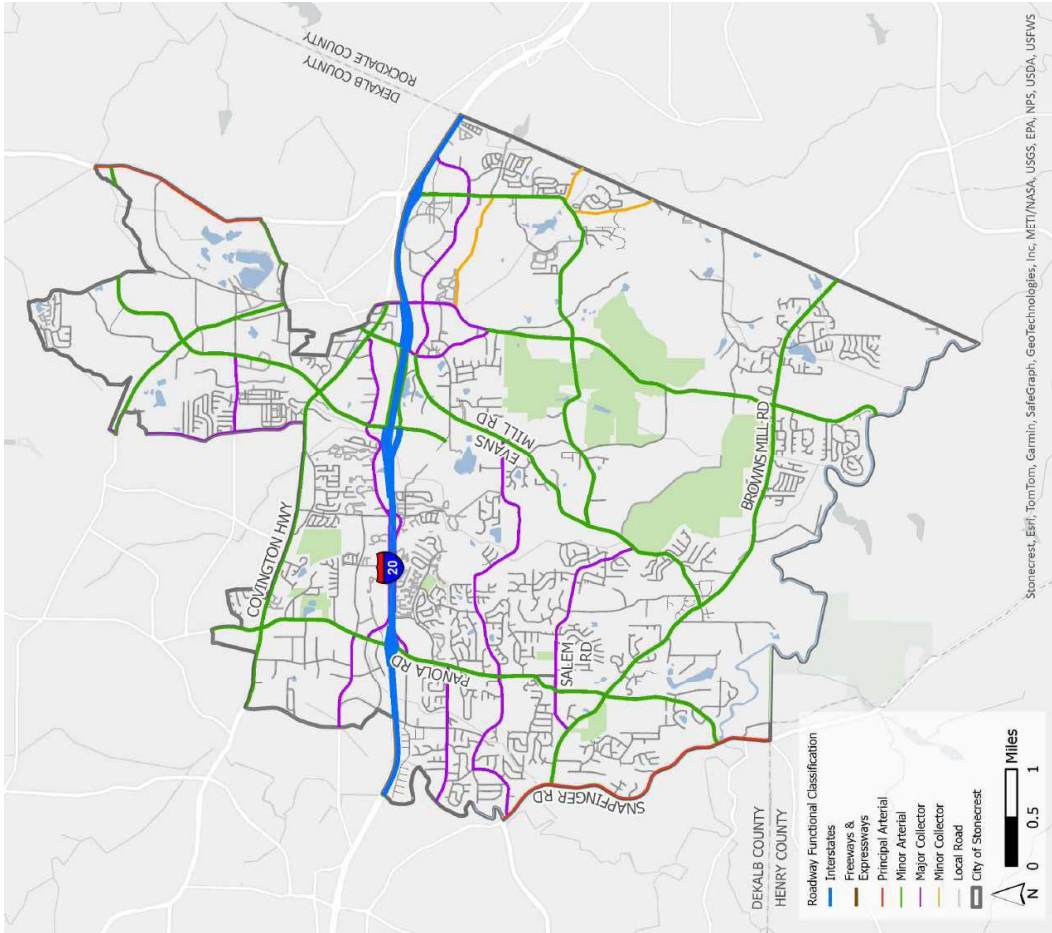 DEKALB COUNTY
ROCKDALE COUNTY
COVINGTON HWY
20
PANOLA RD
EVANS
MILL RD
SALEM
RD
BROWNS MILL RD
SNAPFINGER RD
DEKALB COUNTY
HENRY COUNTY
Roadway Functional Classification
Interstates
Freeways &
Expressways
Principal Arterial
Minor Arterial
Major Collector
Minor Collector
Local Road
City of Stonecrest
N
0 0.5 1
Miles
Stonecrest, Esri, TomTom, Garmin, SafeGraph, GeoTechnologies, Inc, METI/NASA, USGS, EPA, NPS, USDA, USFWS